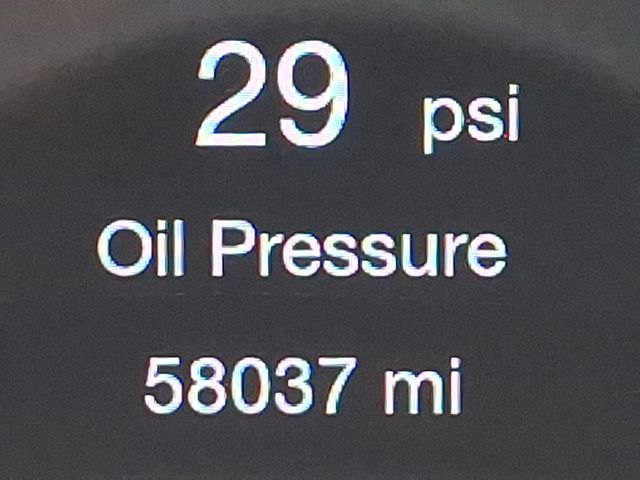 29 psi
Oil Pressure
58037 mi